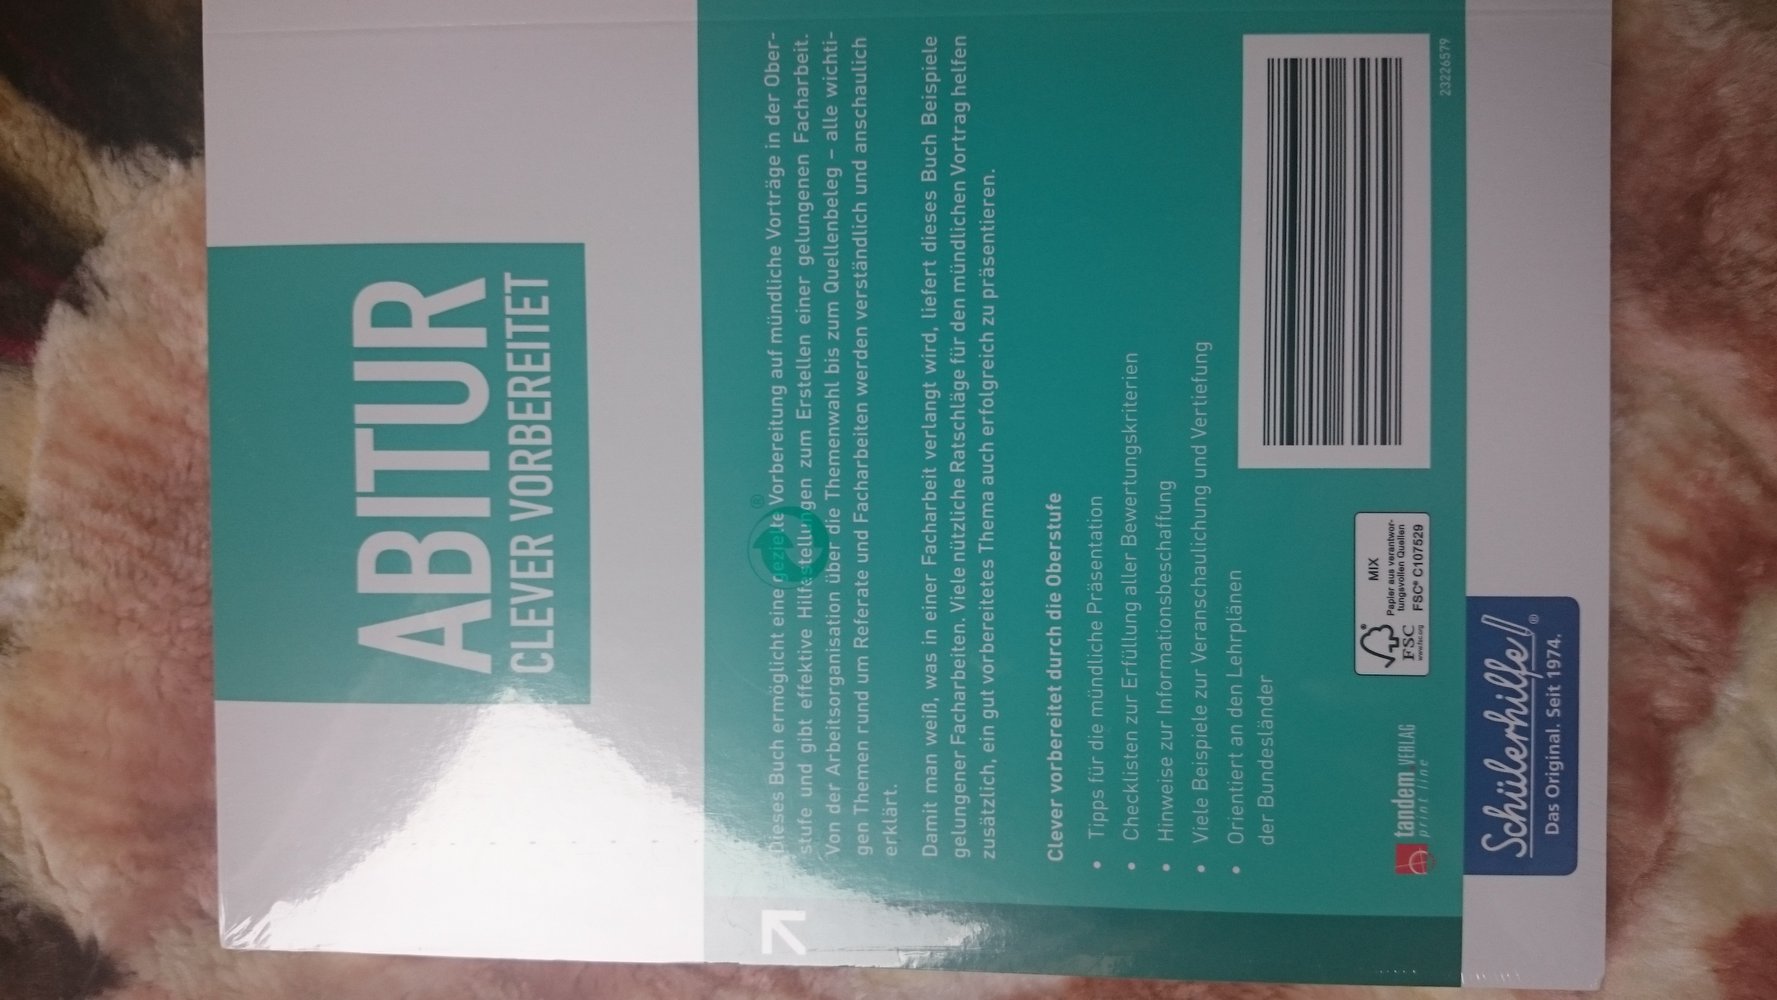 ABITUR
CLEVER VORBEREITET
Dieses Buch ermöglicht eine gezielte Vorbereitung auf mündliche Vorträge in der Ober-
stufe und gibt effektive Hilfestellungen zum Erstellen einer gelungenen Facharbeit.
Von der Arbeitsorganisation über die Themenwahl bis zum Quellenbeleg – alle wichti-
gen Themen rund um Referate und Facharbeiten werden verständlich und anschaulich
erklärt.
Damit man weiß, was in einer Facharbeit verlangt wird, liefert dieses Buch Beispiele
gelungener Facharbeiten. Viele nützliche Ratschläge für den mündlichen Vortrag helfen
zusätzlich, ein gut vorbereitetes Thema auch erfolgreich zu präsentieren.
Clever vorbereitet durch die Oberstufe
• Tipps für die mündliche Präsentation
• Checklisten zur Erfüllung aller Bewertungskriterien
• Hinweise zur Informationsbeschaffung
• Viele Beispiele zur Veranschaulichung und Vertiefung
• Orientiert an den Lehrplänen
der Bundesländer
tandem VERLAG
print line
FSC
www.fsc.org
MIX
Papier aus verantwor-
tungsvollen Quellen
FSC® C107529
23226579
Schülerhilfe!®
Das Original. Seit 1974.